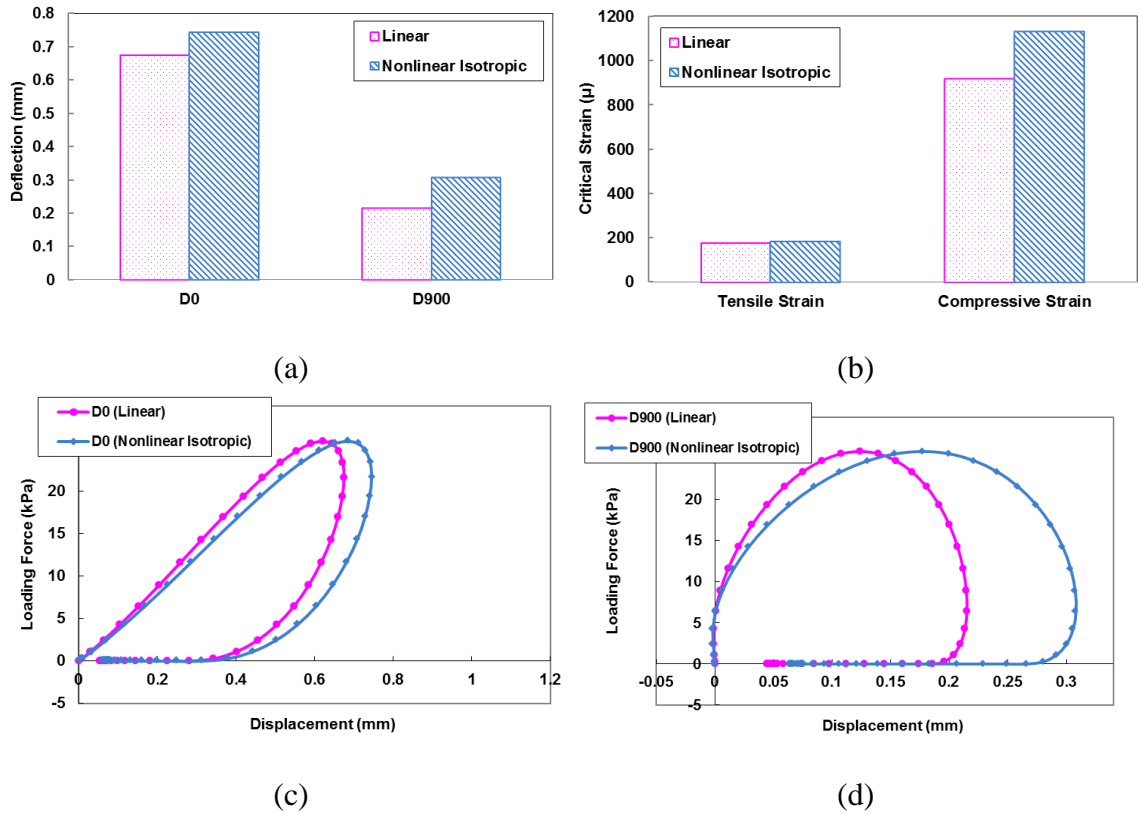 0.8
0.7
0.6
0.5
0.4
0.3
0.2
0.1
0
Deflection (mm)
Linear
Nonlinear Isotropic
D0
D900
(a)
1200
1000
800
600
400
200
0
Critical Strain (µ)
Linear
Nonlinear Isotropic
Tensile Strain
Compressive Strain
(b)
D0 (Linear)
D0 (Nonlinear Isotropic)
25
20
15
10
5
0
-5
Loading Force (kPa)
0
0.2
0.4
0.6
0.8
1
1.2
Displacement (mm)
(c)
D900 (Linear)
D900 (Nonlinear Isotropic)
20
15
10
5
0
-5
Loading Force (kPa)
-0.05
0
0.05
0.1
0.15
0.2
0.25
0.3
Displacement (mm)
(d)